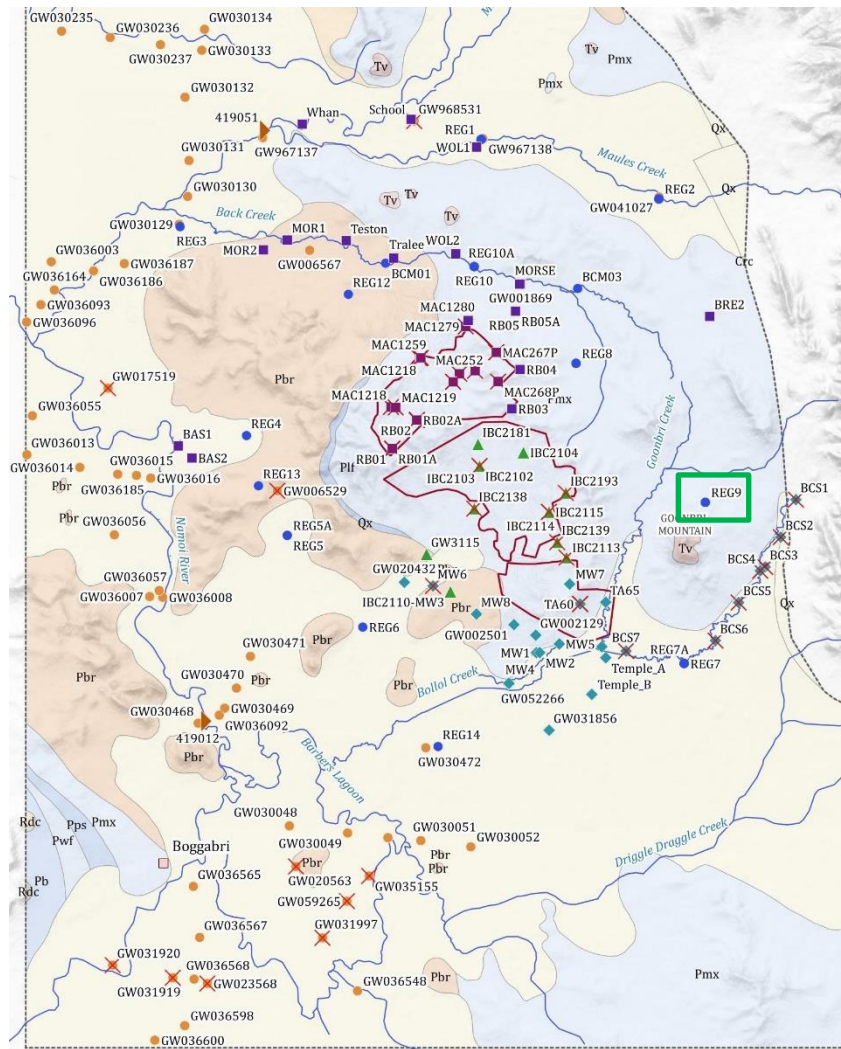 GW030235
GW030236
GW030134
GW030237
GW030133
Tv
Tv
Pmx
Pmx
GW030132
419051
Whan
School
GW968531
REG1
Qx
GW967137
WOL1
GW967138
GW030131
Maules Creek
REG2
Qx
GW030130
GW041027
Tv
Tv
Back Creek
Tv
GW030129
REG3
MOR1
Teston
MOR2
Tralee
WOL2
GW006567
REG10A
Crc
GW036003
GW036187
BCM01
REG10
MORSE
BCM03
GW036164
GW036186
REG12
GW001869
BRE2
GW036093
MAC1280
RB05
RB05A
GW036096
MAC1279
MAC1259
MAC267P
REG8
MAC252
RB04
MAC1218
GW017519
Pbr
MAC268P
MAC1218
MAC1219
Pmx
RB03
GW036055
RB02
RB02A
REG4
IBC2181
Goonbri Creek
BAS1
GW036013
RB01
RB01A
IBC2104
BAS2
GW036014
GW036015
Plf
IBC2103
IBC2102
GW036016
REG13
IBC2193
REG9
Pbr
GW036185
GW006529
IBC2138
BCS1
Pbr
IBC2115
GOONBRI
MOUNTAIN
Qx
IBC2114
GW036056
REG5A
IBC2139
BCS2
REG5
Tv
Namoi River
GW3115
IBC2113
BCS4
BCS3
GW020432
GW036057
MW6
MW7
GW036007
GW036008
TA65
BCS5
Qx
IBC2110-MW3
Pbr
MW8
TA60
REG6
GW002129
Pbr
GW002501
BCS6
GW030471
MW5
BCS7
REG7A
Pbr
MW1
MW2
REG7
GW030470
Pbr
MW4
Temple_A
Pbr
Bollol Creek
Temple_B
GW030468
GW030469
GW052266
GW036092
419012
GW031856
REG14
Pbr
GW030472
Barbers Lagoon
Rdc
Pps
Pmx
GW030048
Pwf
GW030051
GW030049
GW030052
Driggle Draggle Creek
Boggabri
Pbr
Pbr
Pbr
Pb
GW020563
GW035155
Rdc
GW036565
GW059265
GW036567
GW031997
GW031920
GW036568
Pbr
Pmx
GW031919
GW023568
GW036548
GW036598
GW036600